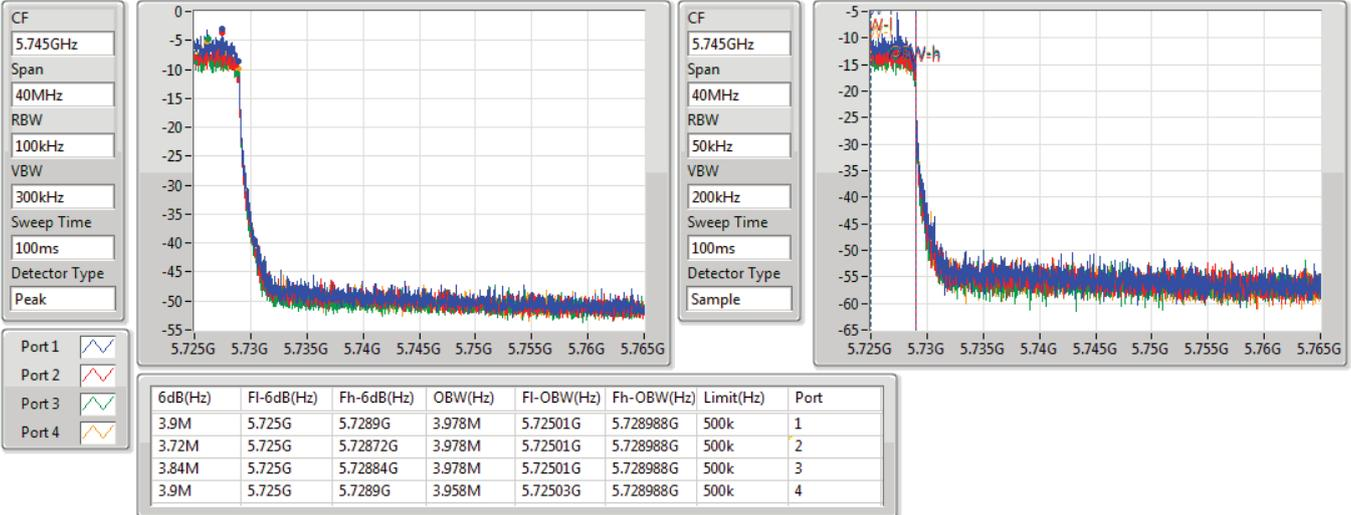 CF
5.745GHz
Span
40MHz
RBW
100kHz
VBW
300kHz
Sweep Time
100ms
Detector Type
Peak
0
-5
-10
-15
-20
-25
-30
-35
-40
-45
-50
-55
5.725G 5.73G 5.735G 5.74G 5.745G 5.75G 5.755G 5.76G 5.765G
CF
5.745GHz
Span
40MHz
RBW
50kHz
VBW
200kHz
Sweep Time
100ms
Detector Type
Sample
-5
-10
-15
-20
-25
-30
-35
-40
-45
-50
-55
-60
-65
5.725G 5.73G 5.735G 5.74G 5.745G 5.75G 5.755G 5.76G 5.765G
Port 1
Port 2
Port 3
Port 4
6dB(Hz) Fl-6dB(Hz) Fh-6dB(Hz) OBW(Hz) Fl-OBW(Hz) Fh-OBW(Hz) Limit(Hz) Port
3.9M 5.725G 5.7289G 3.978M 5.72501G 5.728988G 500k 1
3.72M 5.725G 5.72872G 3.978M 5.72501G 5.728988G 500k 2
3.84M 5.725G 5.72884G 3.978M 5.72501G 5.728988G 500k 3
3.9M 5.725G 5.7289G 3.958M 5.72503G 5.728988G 500k 4